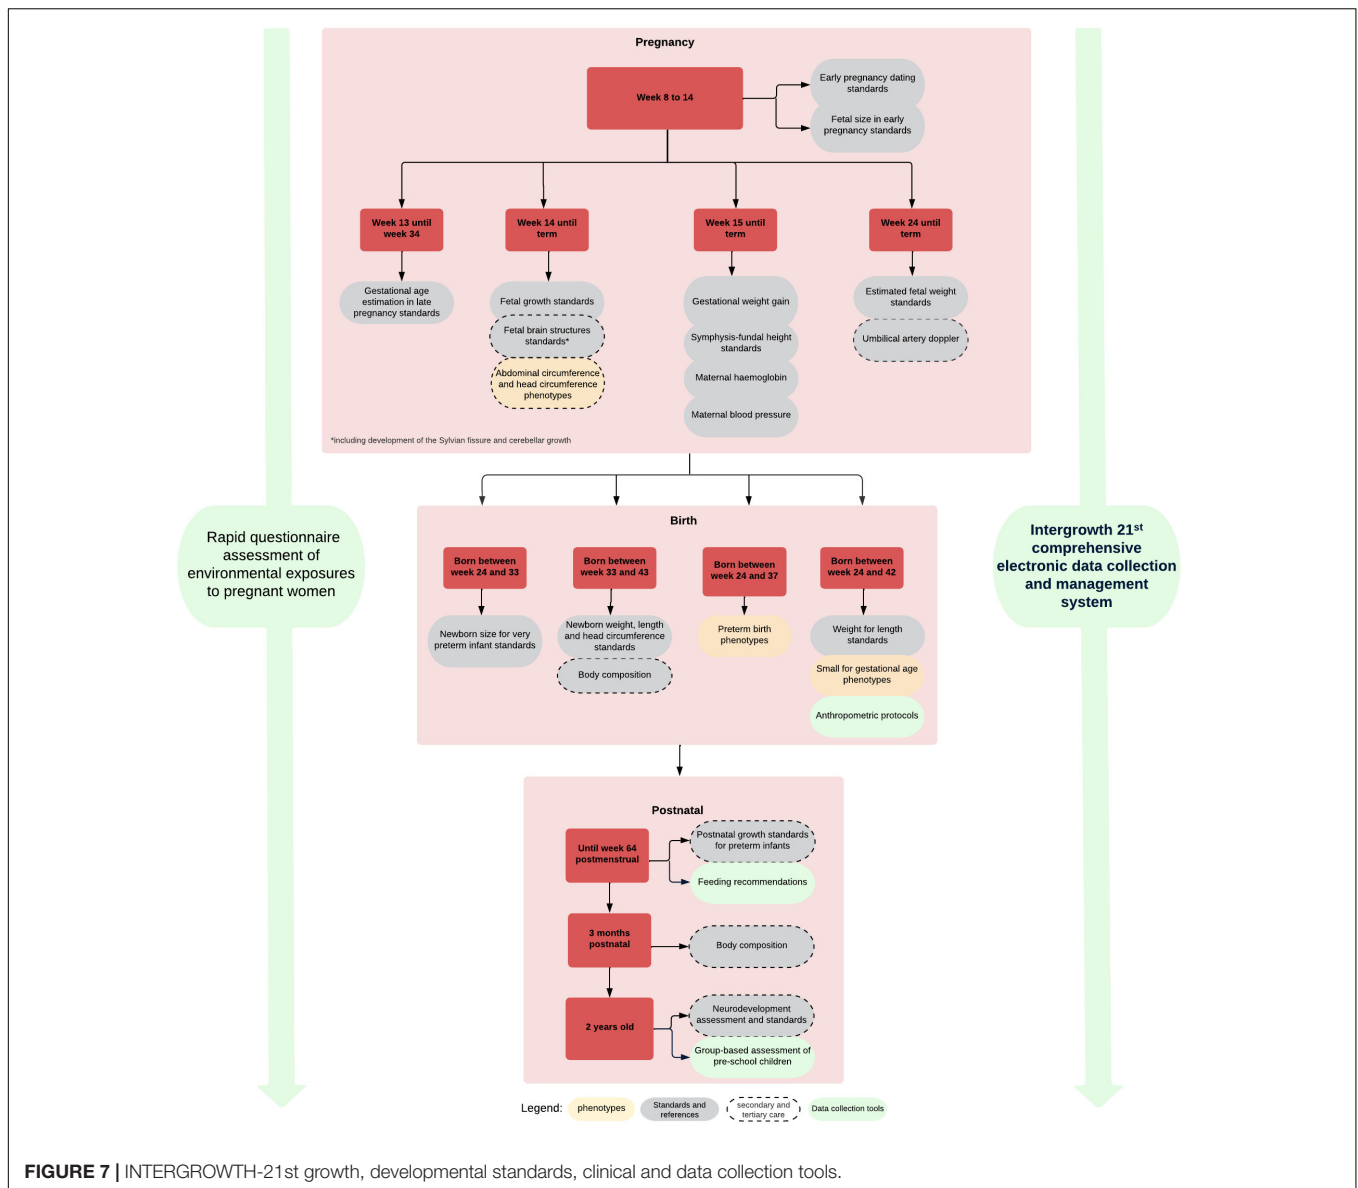 Pregnancy
Week 8 to 14
Early pregnancy dating
standards
Fetal size in early
pregnancy standards
Week 13 until
week 34
Week 14 until
term
Week 15 until
term
Week 24 until
term
Gestational age
estimation in late
pregnancy standards
Fetal growth standards
Fetal brain structures
standards*
Abdominal circumference
and head circumference
phenotypes
Gestational weight gain
Symphysis-fundal height
standards
Maternal haemoglobin
Maternal blood pressure
Estimated fetal weight
standards
Umbilical artery doppler
*including development of the Sylvian fissure and cerebellar growth
Rapid questionnaire
assessment of
environmental exposures
to pregnant women
Intergrowth 21st
comprehensive
electronic data collection
and management
system
Birth
Born between
week 24 and 33
Born between
week 33 and 43
Born between
week 24 and 37
Born between
week 24 and 42
Newborn size for very
preterm infant standards
Newborn weight, length
and head circumference
standards
Body composition
Preterm birth
phenotypes
Weight for length
standards
Small for gestational age
phenotypes
Anthropometric protocols
Postnatal
Until week 64
postmenstrual
Postnatal growth standards
for preterm infants
Feeding recommendations
3 months
postnatal
Body composition
2 years old
Neurodevelopment
assessment and standards
Group-based assessment of
pre-school children
Legend:
phenotypes
Standards and
references
secondary and
tertiary care
Data collection tools
FIGURE 7 | INTERGROWTH-21st growth, developmental standards, clinical and data collection tools.